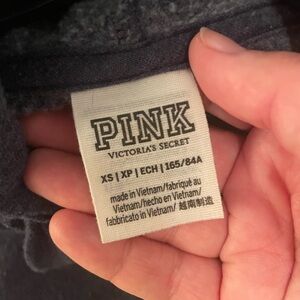 PINK
VICTORIA'S SECRET
XS | XP | ECH | 165/84A
made in Vietnam/fabriqué au
Vietnam/hecho en Vietnam/
fabbricato in Vietnam/ 越南制造